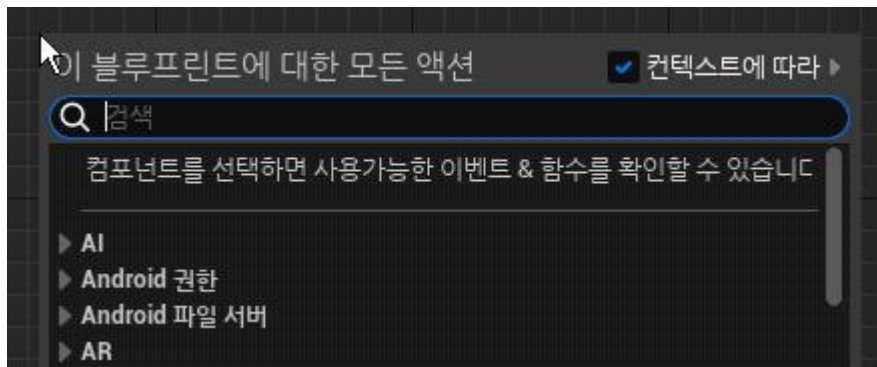 이 블루프린트에 대한 모든 액션 컨텍스트에 따라
검색
컴포넌트를 선택하면 사용가능한 이벤트 & 함수를 확인할 수 있습니
AI
Android 권한
Android 파일 서버
AR